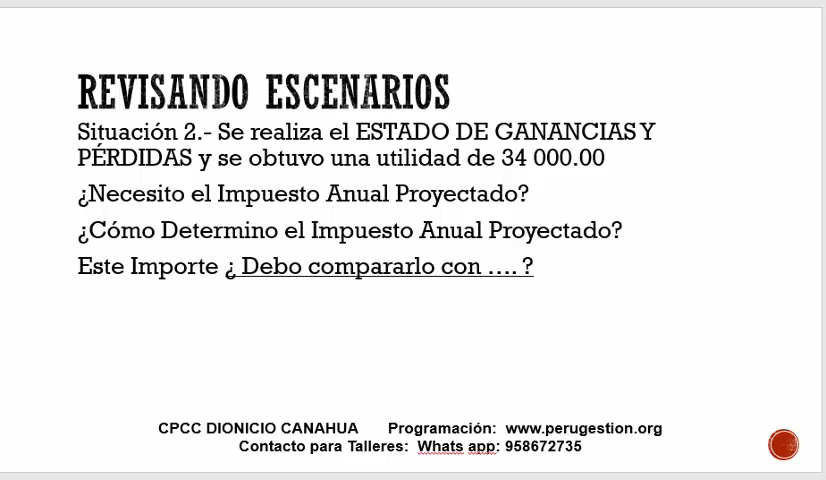 REVISANDO ESCENARIOS
Situación 2.- Se realiza el ESTADO DE GANANCIAS Y
PÉRDIDAS y se obtuvo una utilidad de 34 000.00
¿Necesito el Impuesto Anual Proyectado?
¿Cómo Determino el Impuesto Anual Proyectado?
Este Importe ¿ Debo compararlo con .... ?
CPCC DIONICIO CANAHUA Programación: www.perugestion.org
Contacto para Talleres: Whats app: 958672735